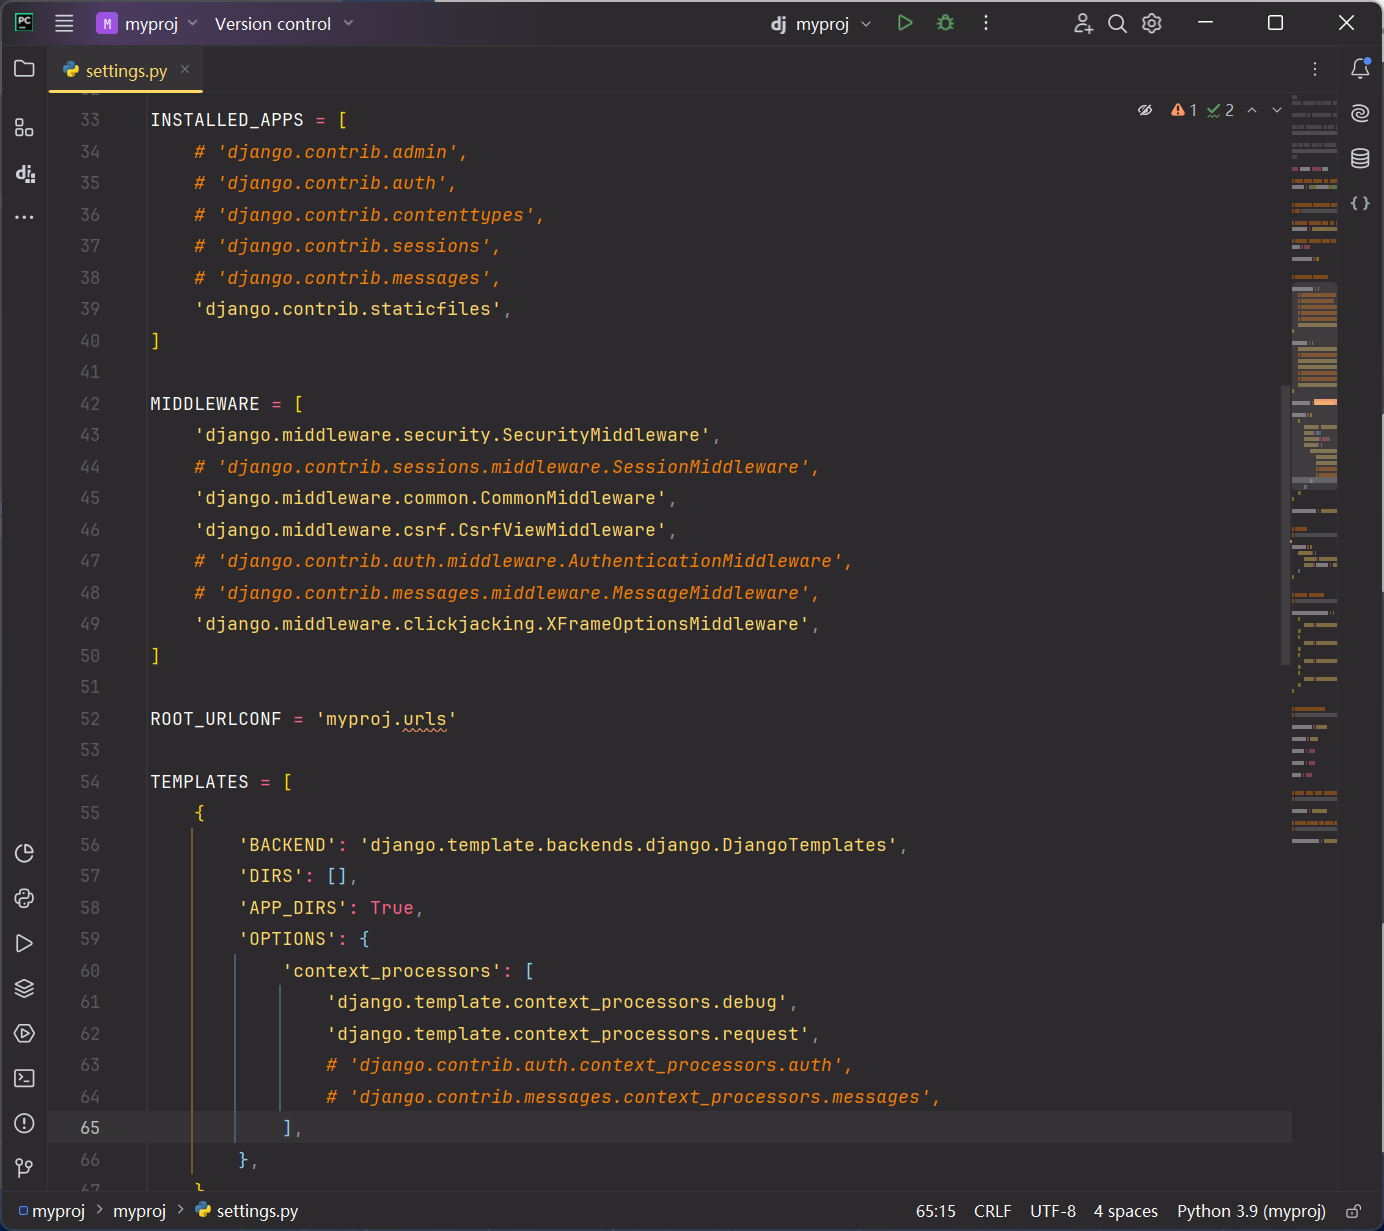 PC M myproj Version control dj myproj
settings.py
1 2
33 INSTALLED_APPS = [
34 # 'django.contrib.admin',
35 # 'django.contrib.auth',
36 # 'django.contrib.contenttypes',
37 # 'django.contrib.sessions',
38 # 'django.contrib.messages',
39 'django.contrib.staticfiles',
40 ]
41
42 MIDDLEWARE = [
43 'django.middleware.security.SecurityMiddleware',
44 # 'django.contrib.sessions.middleware.SessionMiddleware',
45 'django.middleware.common.CommonMiddleware',
46 'django.middleware.csrf.CsrfViewMiddleware',
47 # 'django.contrib.auth.middleware.AuthenticationMiddleware',
48 # 'django.contrib.messages.middleware.MessageMiddleware',
49 'django.middleware.clickjacking.XFrameOptionsMiddleware',
50 ]
51
52 ROOT_URLCONF = 'myproj.urls'
53
54 TEMPLATES = [
55 {
56 'BACKEND': 'django.template.backends.django.DjangoTemplates',
57 'DIRS': [],
58 'APP_DIRS': True,
59 'OPTIONS': {
60 'context_processors': [
61 'django.template.context_processors.debug',
62 'django.template.context_processors.request',
63 # 'django.contrib.auth.context_processors.auth',
64 # 'django.contrib.messages.context_processors.messages',
65 ],
66 },
67 }
myproj > myproj > settings.py 65:15 CRLF UTF-8 4 spaces Python 3.9 (myproj)